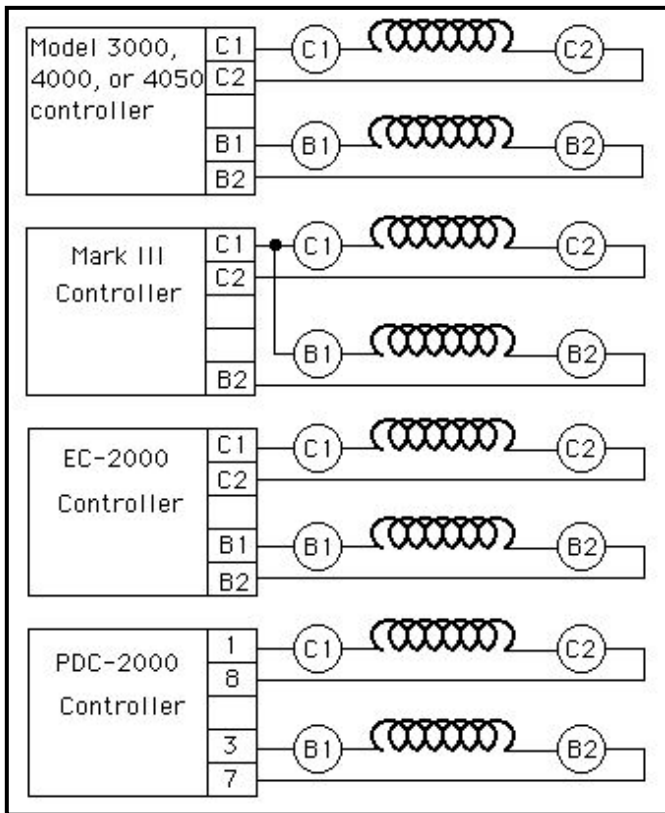 Model 3000,
4000, or 4050
controller
C1
C2
B1
B2
C1
C2
B1
B2
Mark III
Controller
C1
C2
B2
C1
C2
B1
B2
EC-2000
Controller
C1
C2
B1
B2
C1
C2
B1
B2
PDC-2000
Controller
1
8
3
7
C1
C2
B1
B2